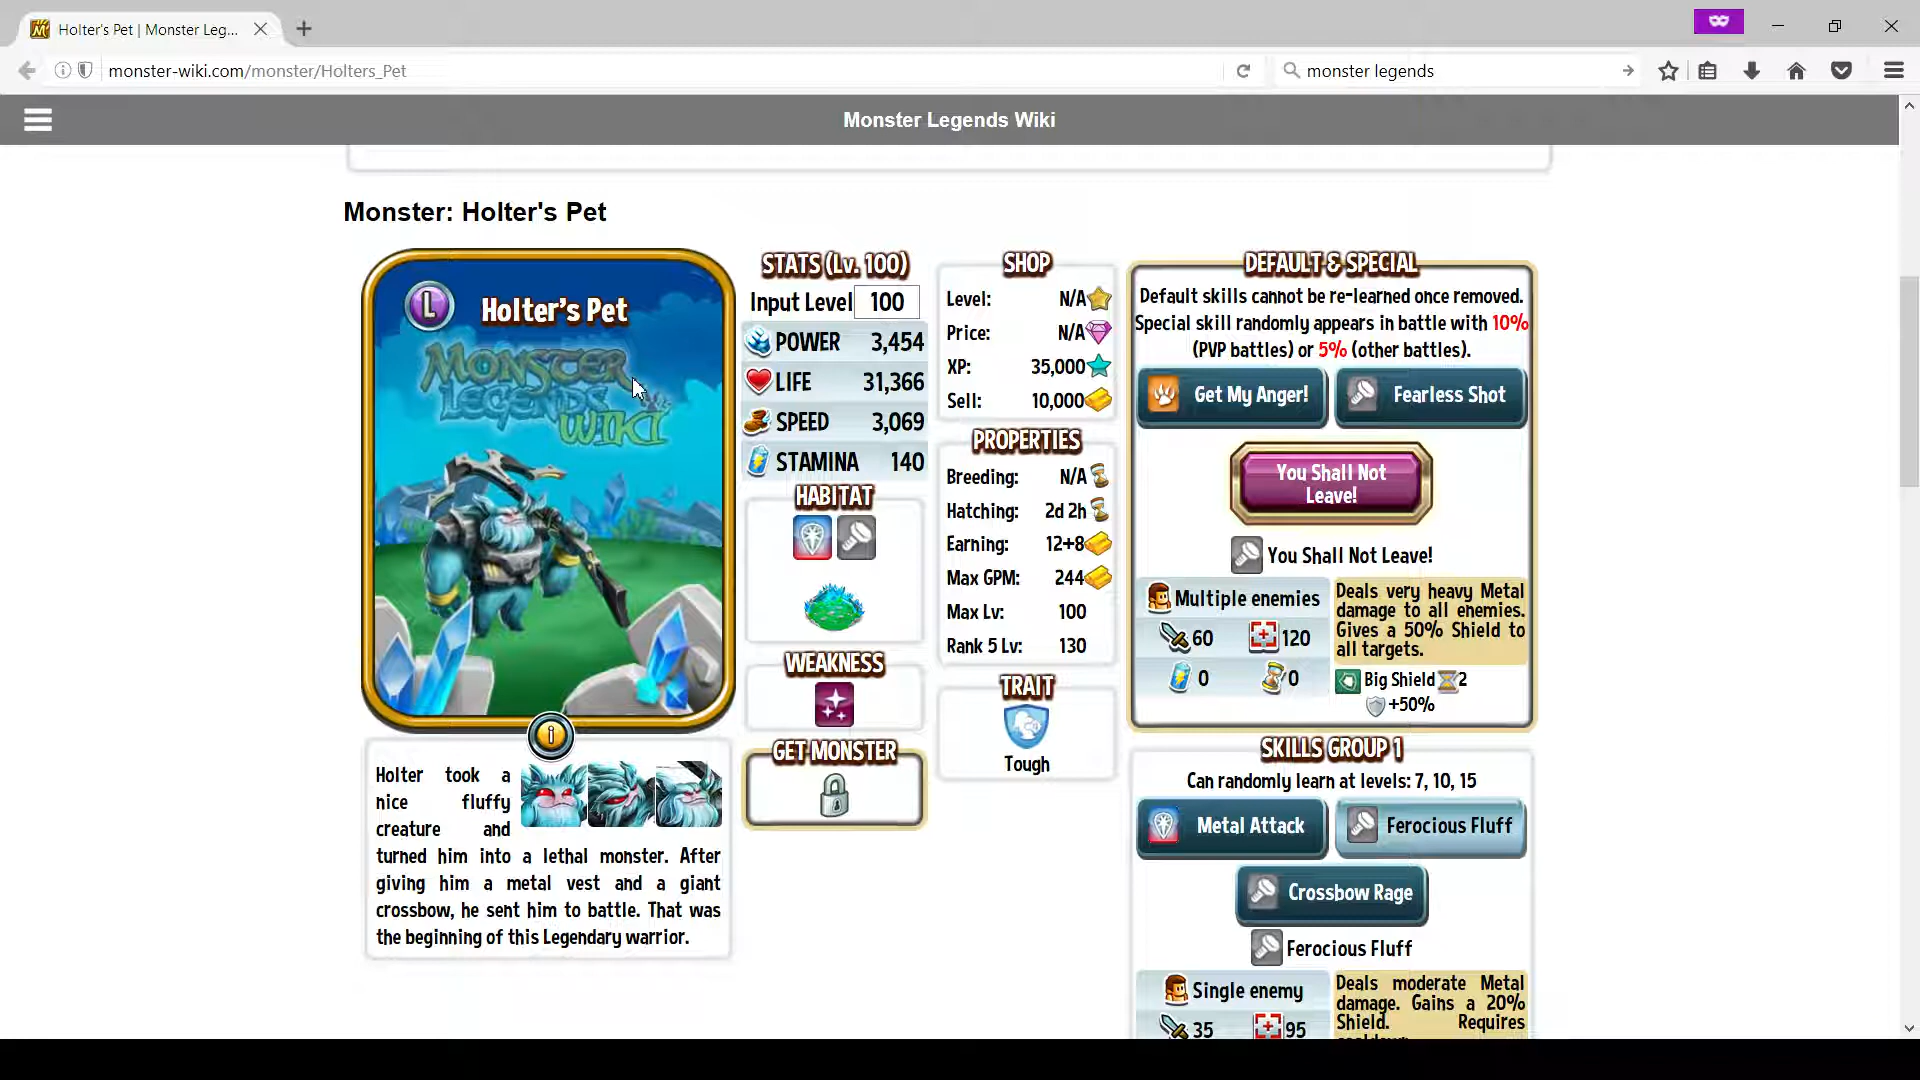 Holter's Pet | Monster Leg...
monster-wiki.com/monster/Holters_Pet
monster legends
Monster Legends Wiki
Monster: Holter's Pet
L
Holter's Pet
MONSTER
LEGENDS
WIKI
Holter took a
nice fluffy
creature and
turned him into a lethal monster. After
giving him a metal vest and a giant
crossbow, he sent him to battle. That was
the beginning of this Legendary warrior.
STATS (Lv. 100)
Input Level 100
POWER 3,454
LIFE 31,366
SPEED 3,069
STAMINA 140
HABITAT
WEAKNESS
GET MONSTER
SHOP
Level: N/A
Price: N/A
XP: 35,000
Sell: 10,000
PROPERTIES
Breeding: N/A
Hatching: 2d 2h
Earning: 12+8
Max GPM: 244
Max Lv: 100
Rank 5 Lv: 130
TRAIT
Tough
DEFAULT & SPECIAL
Default skills cannot be re-learned once removed.
Special skill randomly appears in battle with 10%
(PVP battles) or 5% (other battles).
Get My Anger! Fearless Shot
You Shall Not
Leave!
You Shall Not Leave!
Multiple enemies
60 120
0 0
Deals very heavy Metal
damage to all enemies.
Gives a 50% Shield to
all targets.
Big Shield 2
+50%
SKILLS GROUP 1
Can randomly learn at levels: 7, 10, 15
Metal Attack Ferocious Fluff
Crossbow Rage
Ferocious Fluff
Single enemy
35 95
Deals moderate Metal
damage. Gains a 20%
Shield. Requires